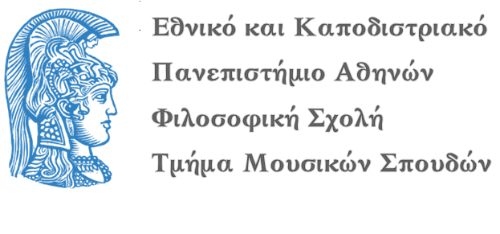 Εθνικό και Καποδιστριακό
Πανεπιστήμιο Αθηνών
Φιλοσοφική Σχολή
Τμήμα Μουσικών Σπουδών